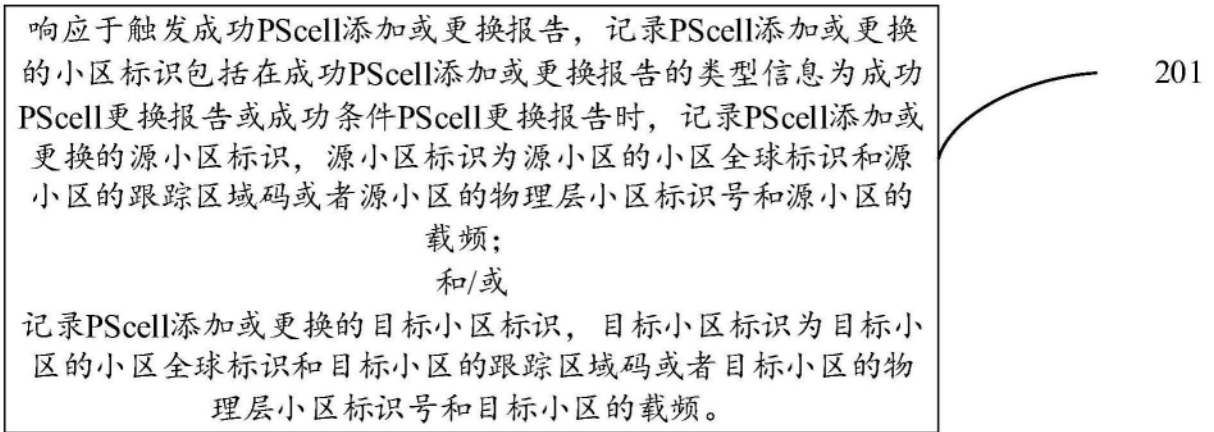 响应于触发成功PScell添加或更换报告，记录PScell添加或更换
的小区标识包括在成功PScell添加或更换报告的类型信息为成功
PScell更换报告或成功条件PScell更换报告时，记录PScell添加或
更换的源小区标识，源小区标识为源小区的小区全球标识和源
小区的跟踪区域码或者源小区的物理层小区标识号和源小区的
载频；
和/或
记录PScell添加或更换的目标小区标识，目标小区标识为目标小
区的小区全球标识和目标小区的跟踪区域码或者目标小区的物
理层小区标识号和目标小区的载频。
201